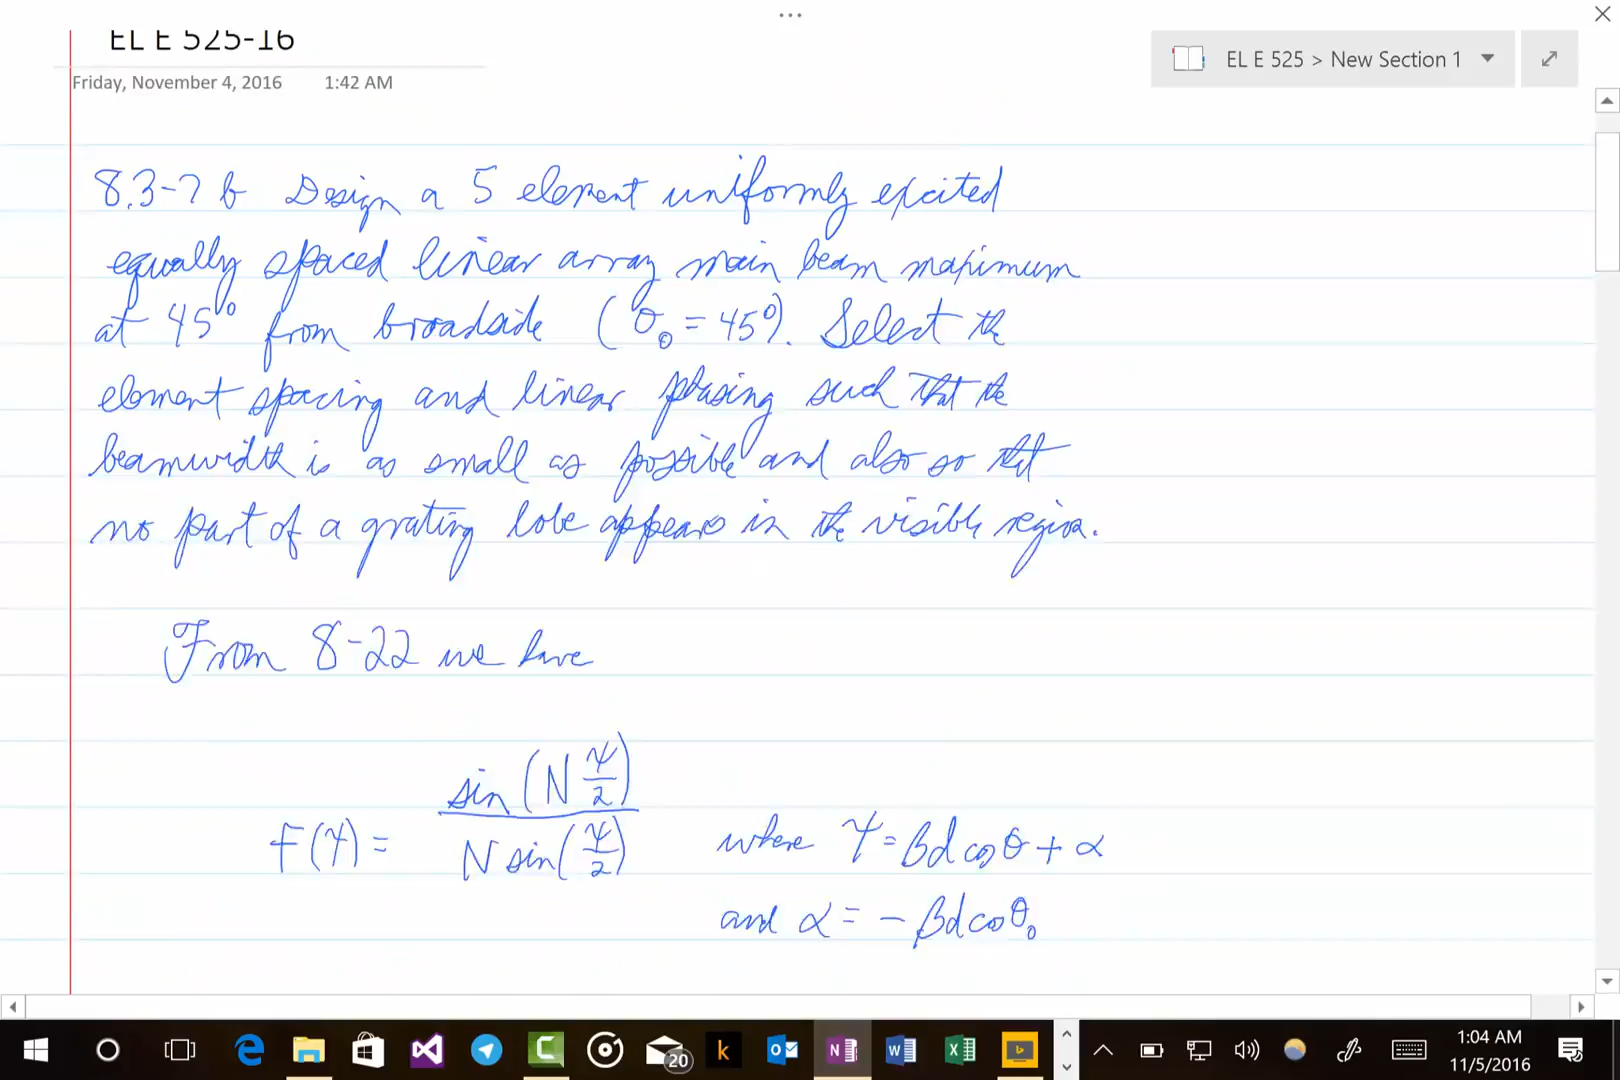 EL E 525-16
EL E 525 > New Section 1
Friday, November 4, 2016 1:42 AM
8.3-7 b Design a 5 element uniformly excited
equally spaced linear array main beam maximum
at 45° from broadside (θ₀ = 45°). Select the
element spacing and linear phasing such that the
beamwidth is as small as possible and also so that
no part of a grating lobe appears in the visible region.
From 8-22 we have
F(Ψ) = sin(N Ψ/2) / N sin(Ψ/2) where Ψ = βd cosθ + α
and α = - βd cosθ₀
20
1:04 AM
11/5/2016